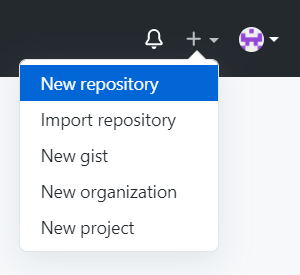 New repository
Import repository
New gist
New organization
New project